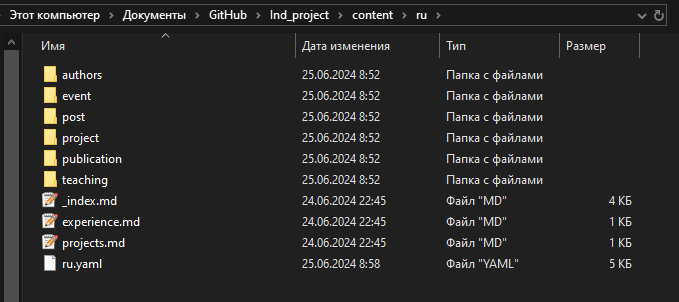 Этот компьютер > Документы > GitHub > Ind_project > content > ru >
Имя Дата изменения Тип Размер
authors 25.06.2024 8:52 Папка с файлами
event 25.06.2024 8:52 Папка с файлами
post 25.06.2024 8:52 Папка с файлами
project 25.06.2024 8:52 Папка с файлами
publication 25.06.2024 8:52 Папка с файлами
teaching 25.06.2024 8:52 Папка с файлами
_index.md 24.06.2024 22:45 Файл "MD" 4 КБ
experience.md 24.06.2024 22:45 Файл "MD" 1 КБ
projects.md 24.06.2024 22:45 Файл "MD" 1 КБ
ru.yaml 25.06.2024 8:58 Файл "YAML" 5 КБ